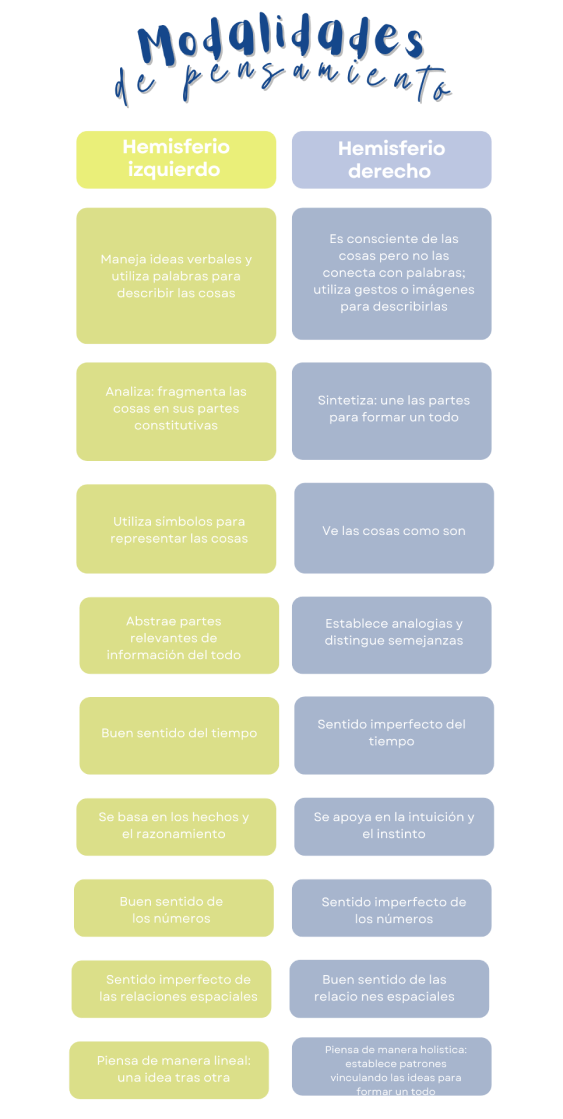 Modalidades
de pensamiento
Hemisferio
izquierdo
Hemisferio
derecho
Maneja ideas verbales y
utiliza palabras para
describir las cosas
Es consciente de las
cosas pero no las
conecta con palabras;
utiliza gestos o imágenes
para describirlas
Analiza: fragmenta las
cosas en sus partes
constitutivas
Sintetiza: une las partes
para formar un todo
Utiliza símbolos para
representar las cosas
Ve las cosas como son
Abstrae partes
relevantes de
información del todo
Establece analogías y
distingue semejanzas
Buen sentido del tiempo
Sentido imperfecto del
tiempo
Se basa en los hechos y
el razonamiento
Se apoya en la intuición y
el instinto
Buen sentido de
los números
Sentido imperfecto de
los números
Sentido imperfecto de
las relaciones espaciales
Buen sentido de las
relacio nes espaciales
Piensa de manera lineal:
una idea tras otra
Piensa de manera holística:
establece patrones
vinculando las ideas para
formar un todo